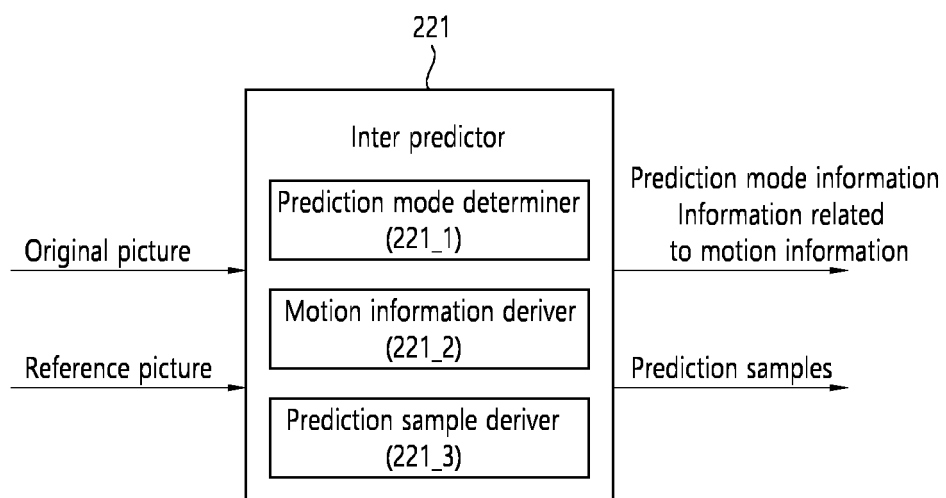 221
Inter predictor
Prediction mode determiner
(221_1)
Motion information deriver
(221_2)
Prediction sample deriver
(221_3)
Original picture
Reference picture
Prediction mode information
Information related
to motion information
Prediction samples